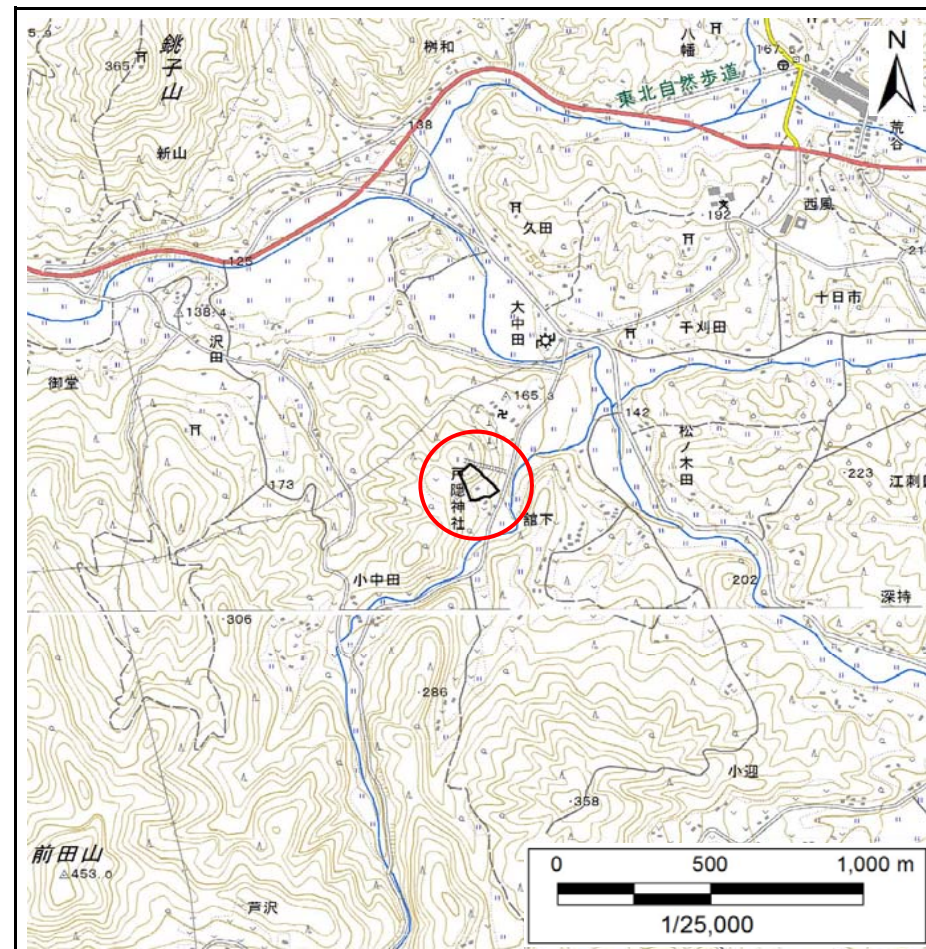 5.9
銚子山
365
桝和
八幡
167.5
N
東北自然歩道
荒谷
138
新山
192
西風
久田
125
21
十日市
138.4
沢田
大中田
千刈田
御堂
165.3
142
松ノ木田
223
江刺
173
戸隠神社
舘下
小中田
202
深持
306
286
小迎
358
前田山
453.0
芦沢
0
500
1,000 m
1/25,000